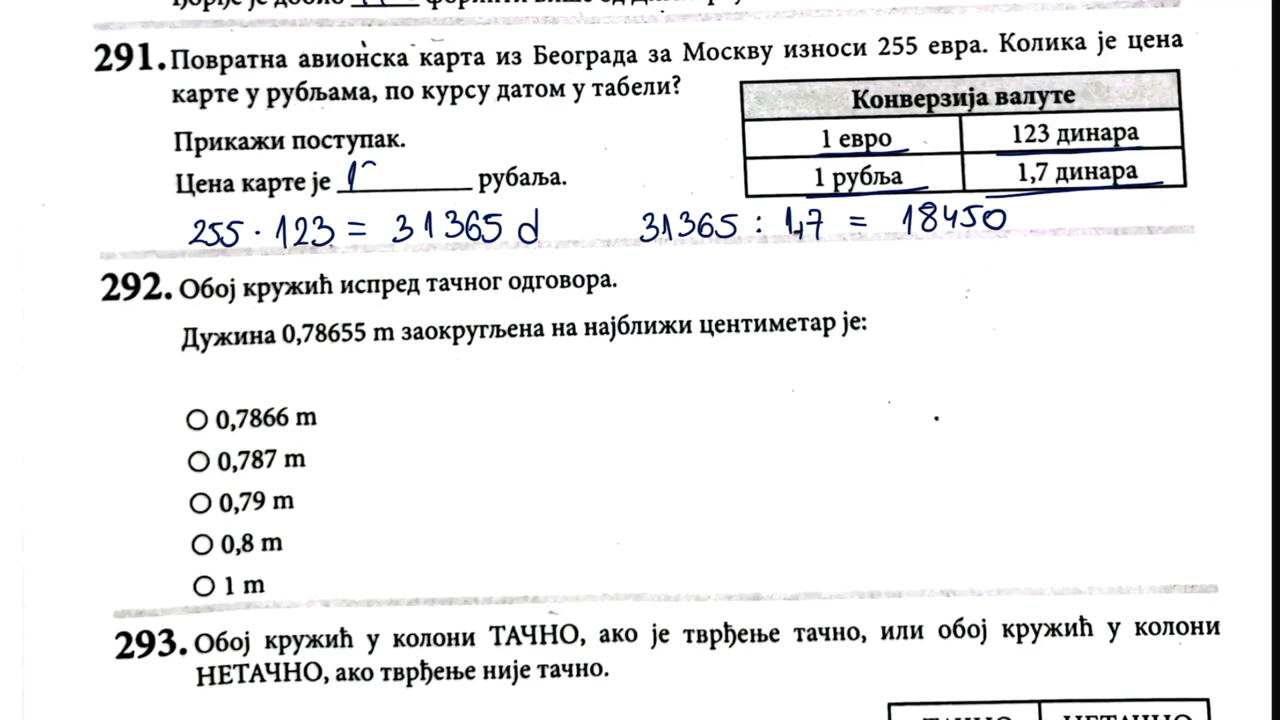 форинти
291. Повратна авионска карта из Београда за Москву износи 255 евра. Колика је цена
карте у рубљама, по курсу датом у табели?
Конверзија валуте
1 евро 123 динара
1 рубља 1,7 динара
Прикажи поступак.
Цена карте је 1 рубаља.
255 · 123 = 31365 d 31365 : 1,7 = 18450
292. Обој кружић испред тачног одговора.
Дужина 0,78655 m заокругљена на најближи центиметар је:
0,7866 m
0,787 m
0,79 m
0,8 m
1 m
293. Обој кружић у колони ТАЧНО, ако је тврђење тачно, или обој кружић у колони
НЕТАЧНО, ако тврђење није тачно.
ТАЧНО НЕТАЧНО